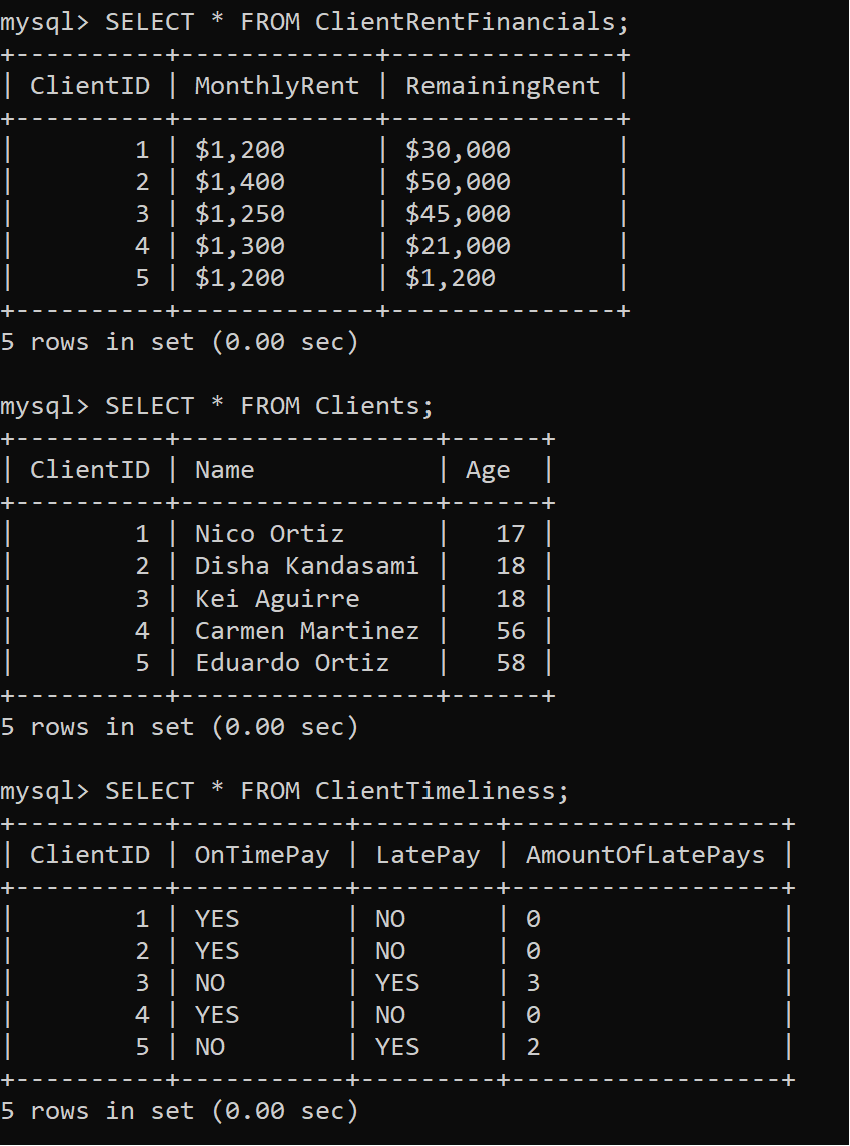 mysql> SELECT * FROM ClientRentFinancials;
+----------+-------------+---------------+
| ClientID | MonthlyRent | RemainingRent |
+----------+-------------+---------------+
|        1 | $1,200      | $30,000       |
|        2 | $1,400      | $50,000       |
|        3 | $1,250      | $45,000       |
|        4 | $1,300      | $21,000       |
|        5 | $1,200      | $1,200        |
+----------+-------------+---------------+
5 rows in set (0.00 sec)

mysql> SELECT * FROM Clients;
+----------+-----------------+------+
| ClientID | Name            | Age  |
+----------+-----------------+------+
|        1 | Nico Ortiz      |   17 |
|        2 | Disha Kandasami |   18 |
|        3 | Kei Aguirre     |   18 |
|        4 | Carmen Martinez |   56 |
|        5 | Eduardo Ortiz   |   58 |
+----------+-----------------+------+
5 rows in set (0.00 sec)

mysql> SELECT * FROM ClientTimeliness;
+----------+-----------+---------+------------------+
| ClientID | OnTimePay | LatePay | AmountOfLatePays |
+----------+-----------+---------+------------------+
|        1 | YES       | NO      | 0                |
|        2 | YES       | NO      | 0                |
|        3 | NO        | YES     | 3                |
|        4 | YES       | NO      | 0                |
|        5 | NO        | YES     | 2                |
+----------+-----------+---------+------------------+
5 rows in set (0.00 sec)